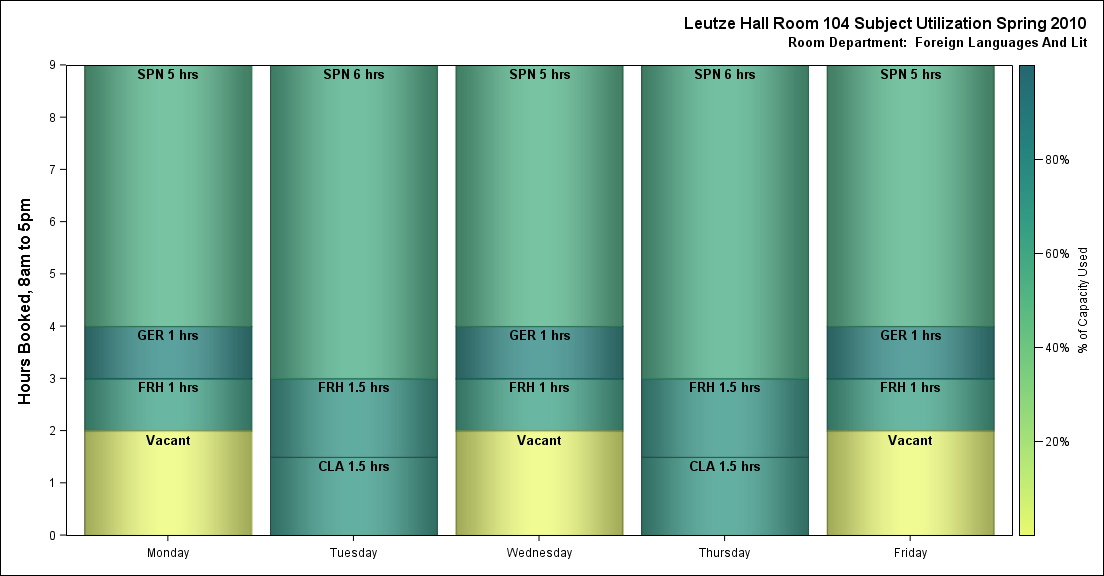 Leutze Hall Room 104 Subject Utilization Spring 2010
Room Department:  Foreign Languages And Lit
Hours Booked, 8am to 5pm
9
8
7
6
5
4
3
2
1
0
SPN 5 hrs
GER 1 hrs
FRH 1 hrs
Vacant
Monday
SPN 6 hrs
FRH 1.5 hrs
CLA 1.5 hrs
Tuesday
SPN 5 hrs
GER 1 hrs
FRH 1 hrs
Vacant
Wednesday
SPN 6 hrs
FRH 1.5 hrs
CLA 1.5 hrs
Thursday
SPN 5 hrs
GER 1 hrs
FRH 1 hrs
Vacant
Friday
80%
60%
40%
20%
% of Capacity Used